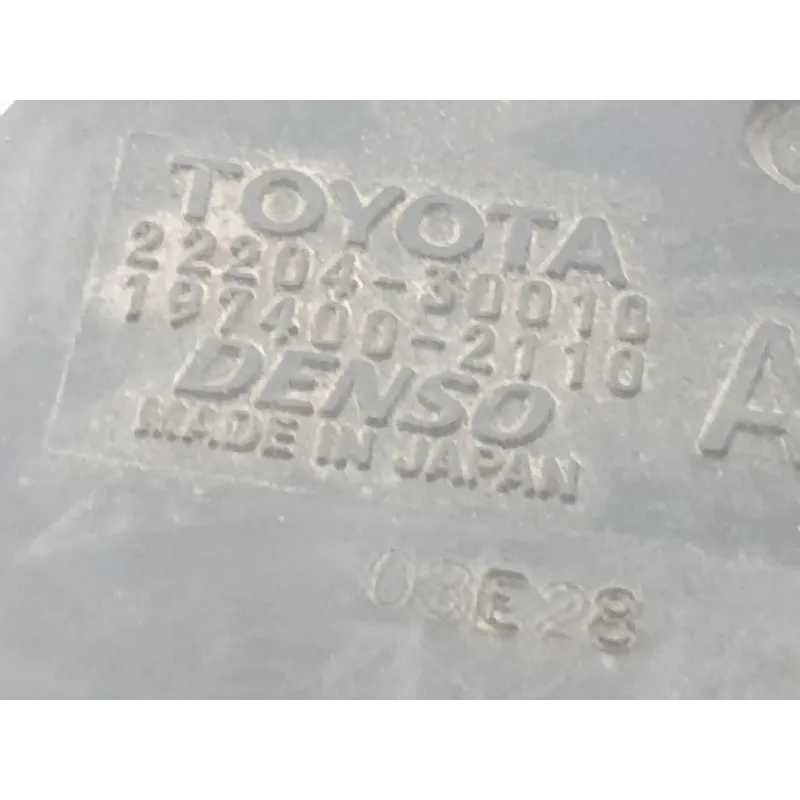 TOYOTA
22204-30010
197400-2110
DENSO
MADE IN JAPAN
A
03E28